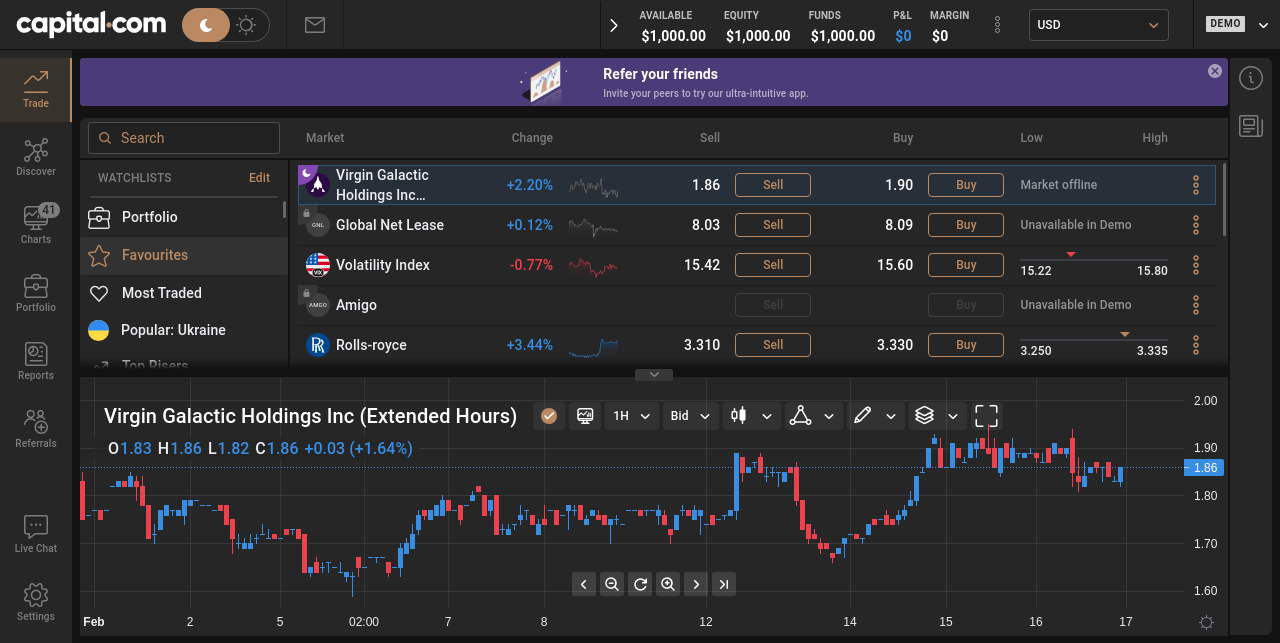 capital.com
AVAILABLE EQUITY FUNDS P&L MARGIN
$1,000.00 $1,000.00 $1,000.00 $0 $0
USD
DEMO
Trade
Discover
41
Charts
Portfolio
Reports
Referrals
Live Chat
Settings
Refer your friends
Invite your peers to try our ultra-intuitive app.
Search
Market Change Sell Buy Low High
WATCHLISTS Edit
Portfolio
Favourites
Most Traded
Popular: Ukraine
Top Risers
Virgin Galactic
Holdings Inc... +2.20% 1.86 Sell 1.90 Buy Market offline
GNL Global Net Lease +0.12% 8.03 Sell 8.09 Buy Unavailable in Demo
VIX Volatility Index -0.77% 15.42 Sell 15.60 Buy 15.22 15.80
AMGO Amigo Sell Buy Unavailable in Demo
Rolls-royce +3.44% 3.310 Sell 3.330 Buy 3.250 3.335
Virgin Galactic Holdings Inc (Extended Hours) 1H Bid
O1.83 H1.86 L1.82 C1.86 +0.03 (+1.64%)
2.00
1.90
1.86
1.80
1.70
1.60
Feb 2 5 02:00 7 8 12 14 15 16 17